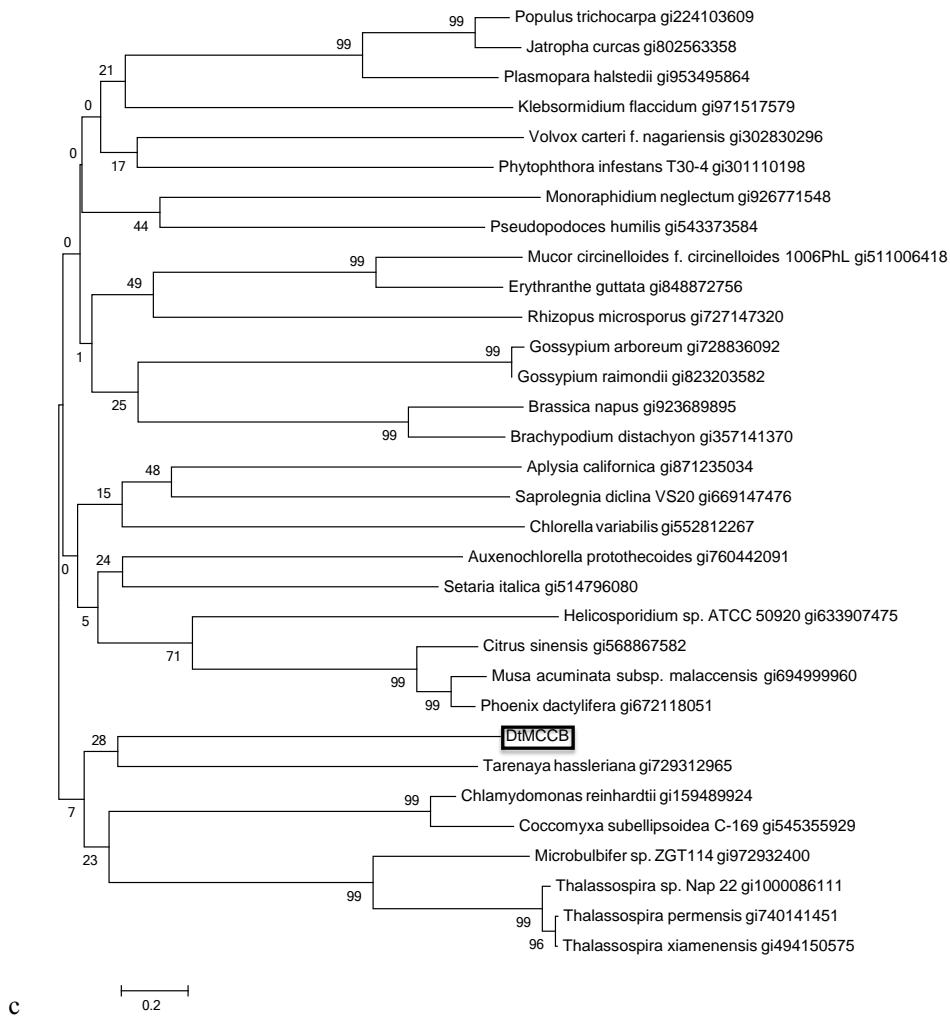 Populus trichocarpa gi224103609
99
99
Jatropha curcas gi802563358
21
Plasmopara halstedii gi953495864
0
Klebsormidium flaccidum gi971517579
Volvox carteri f. nagariensis gi302830296
0
17
Phytophthora infestans T30-4 gi301110198
Monoraphidium neglectum gi926771548
44
Pseudopodoces humilis gi543373584
0
Mucor circinelloides f. circinelloides 1006PhL gi511006418
99
49
Erythranthe guttata gi848872756
Rhizopus microsporus gi727147320
Gossypium arboreum gi728836092
99
1
Gossypium raimondii gi823203582
25
Brassica napus gi923689895
99
Brachypodium distachyon gi357141370
Aplysia californica gi871235034
48
15
Saprolegnia diclina VS20 gi669147476
Chlorella variabilis gi552812267
Auxenochlorella protothecoides gi760442091
24
0
Setaria italica gi514796080
5
Helicosporidium sp. ATCC 50920 gi633907475
71
Citrus sinensis gi568867582
99
Musa acuminata subsp. malaccensis gi694999960
99
Phoenix dactylifera gi672118051
DtMCCB
28
Tarenaya hassleriana gi729312965
Chlamydomonas reinhardtii gi159489924
99
7
Coccomyxa subellipsoidea C-169 gi545355929
23
Microbulbifer sp. ZGT114 gi972932400
99
Thalassospira sp. Nap 22 gi1000086111
99
Thalassospira permensis gi740141451
96
Thalassospira xiamenensis gi494150575
0.2
c